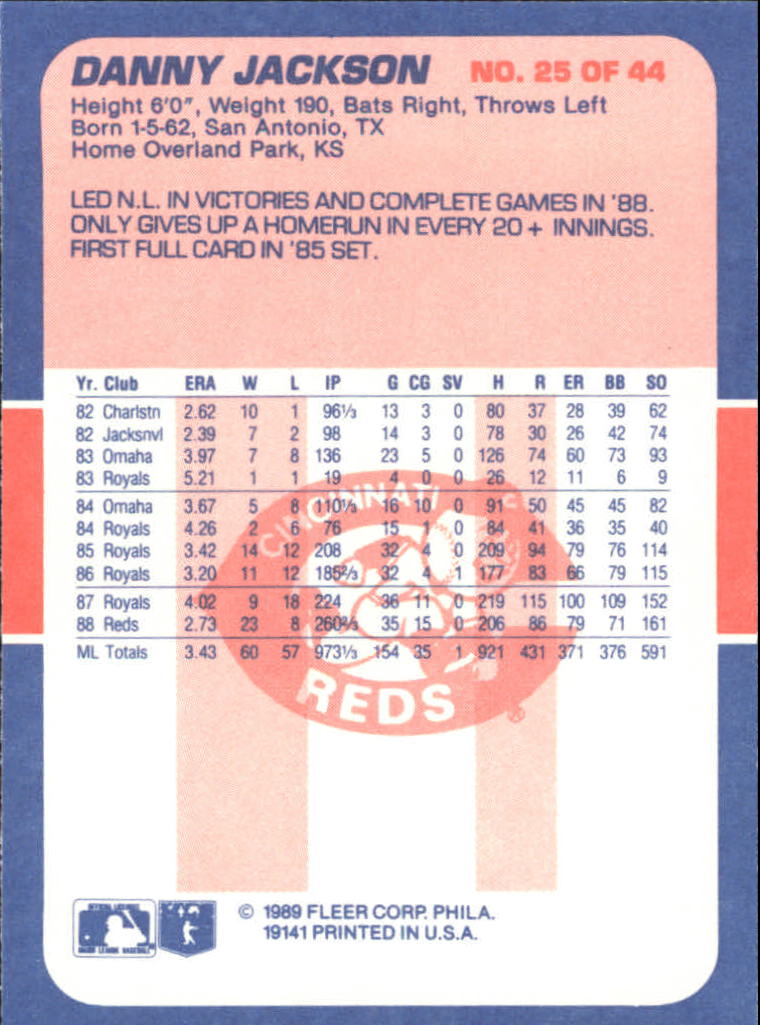 DANNY JACKSON NO. 25 OF 44
Height 6'0", Weight 190, Bats Right, Throws Left
Born 1-5-62, San Antonio, TX
Home Overland Park, KS
LED N.L. IN VICTORIES AND COMPLETE GAMES IN '88.
ONLY GIVES UP A HOMERUN IN EVERY 20 + INNINGS.
FIRST FULL CARD IN '85 SET.
Yr. Club ERA W L IP G CG SV H R ER BB SO
82 Charlstn 2.62 10 1 96⅓ 13 3 0 80 37 28 39 62
82 Jacksnvl 2.39 7 2 98 14 3 0 78 30 26 42 74
83 Omaha 3.97 7 8 136 23 5 0 126 74 60 73 93
83 Royals 5.21 1 1 19 4 0 0 26 12 11 6 9
84 Omaha 3.67 5 8 110⅓ 16 10 0 91 50 45 45 82
84 Royals 4.26 2 6 76 15 1 0 84 41 36 35 40
85 Royals 3.42 14 12 208 32 4 0 209 94 79 76 114
86 Royals 3.20 11 12 185⅔ 32 4 1 177 83 66 79 115
87 Royals 4.02 9 18 224 36 11 0 219 115 100 109 152
88 Reds 2.73 23 8 260⅔ 35 15 0 206 86 79 71 161
ML Totals 3.43 60 57 973⅓ 154 35 1 921 431 371 376 591
CINCINNATI
REDS
®
© 1989 FLEER CORP. PHILA.
19141 PRINTED IN U.S.A.